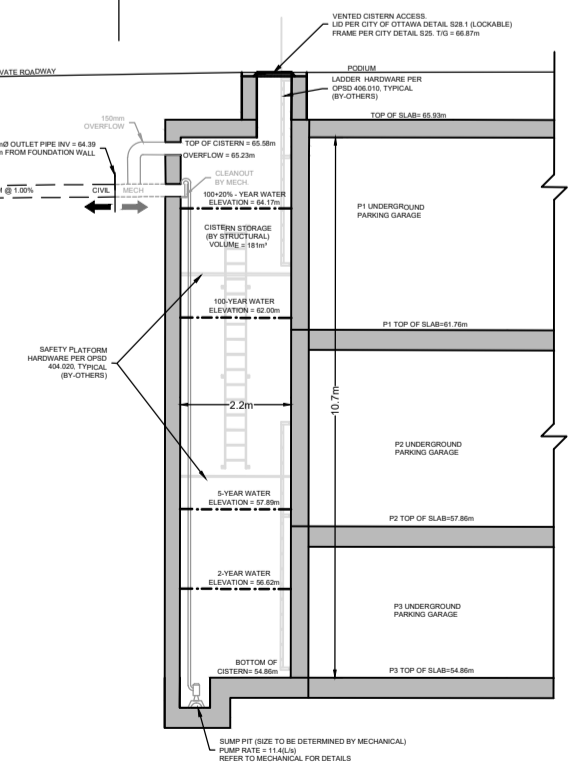 VENTED CISTERN ACCESS.
LID PER CITY OF OTTAWA DETAIL S28.1 (LOCKABLE)
FRAME PER CITY DETAIL S25. T/G = 66.87m
VATE ROADWAY
PODIUM
LADDER HARDWARE PER
OPSD 406.010, TYPICAL
(BY-OTHERS)
150mm
OVERFLOW
TOP OF SLAB= 65.93m
mØ OUTLET PIPE INV = 64.39
m FROM FOUNDATION WALL
TOP OF CISTERN = 65.58m
OVERFLOW = 65.23m
CLEANOUT
BY MECH.
M @ 1.00%
CIVIL
MECH
100+20% - YEAR WATER
ELEVATION = 64.17m
P1 UNDERGROUND
PARKING GARAGE
CISTERN STORAGE
(BY STRUCTURAL)
VOLUME = 181m³
100-YEAR WATER
ELEVATION = 62.00m
P1 TOP OF SLAB=61.76m
SAFETY PLATFORM
HARDWARE PER OPSD
404.020, TYPICAL
(BY-OTHERS)
2.2m
10.7m
P2 UNDERGROUND
PARKING GARAGE
5-YEAR WATER
ELEVATION = 57.89m
P2 TOP OF SLAB=57.86m
2-YEAR WATER
ELEVATION = 56.62m
P3 UNDERGROUND
PARKING GARAGE
BOTTOM OF
CISTERN= 54.86m
P3 TOP OF SLAB=54.86m
SUMP PIT (SIZE TO BE DETERMINED BY MECHANICAL)
PUMP RATE = 11.4(L/s)
REFER TO MECHANICAL FOR DETAILS